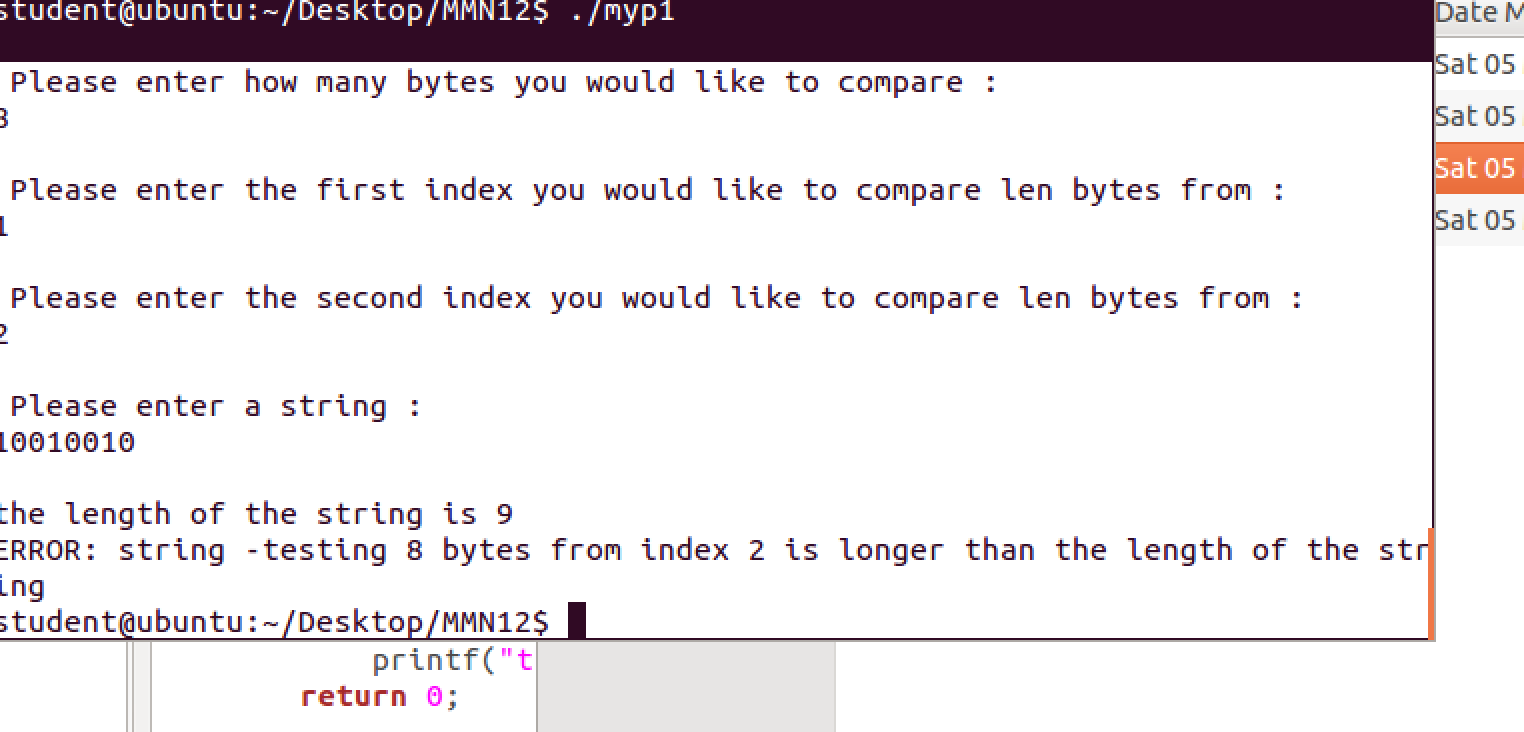 student@ubuntu:~/Desktop/MMN12$ ./myp1
Please enter how many bytes you would like to compare :
8
Please enter the first index you would like to compare len bytes from :
1
Please enter the second index you would like to compare len bytes from :
2
Please enter a string :
10010010
the length of the string is 9
ERROR: string -testing 8 bytes from index 2 is longer than the length of the str
ing
student@ubuntu:~/Desktop/MMN12$
printf("t
return 0;
Date M
Sat 05
Sat 05
Sat 05
Sat 05